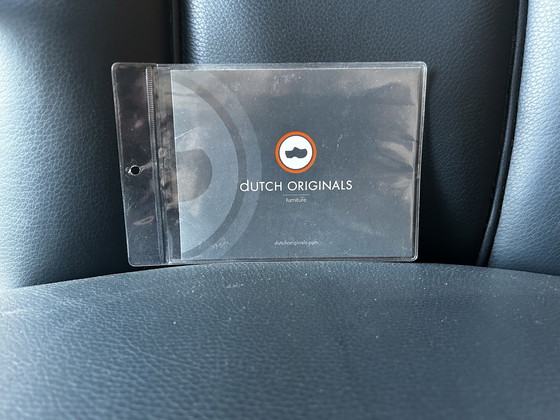 dUTCH ORIGINALS
furniture
dutchoriginals.com